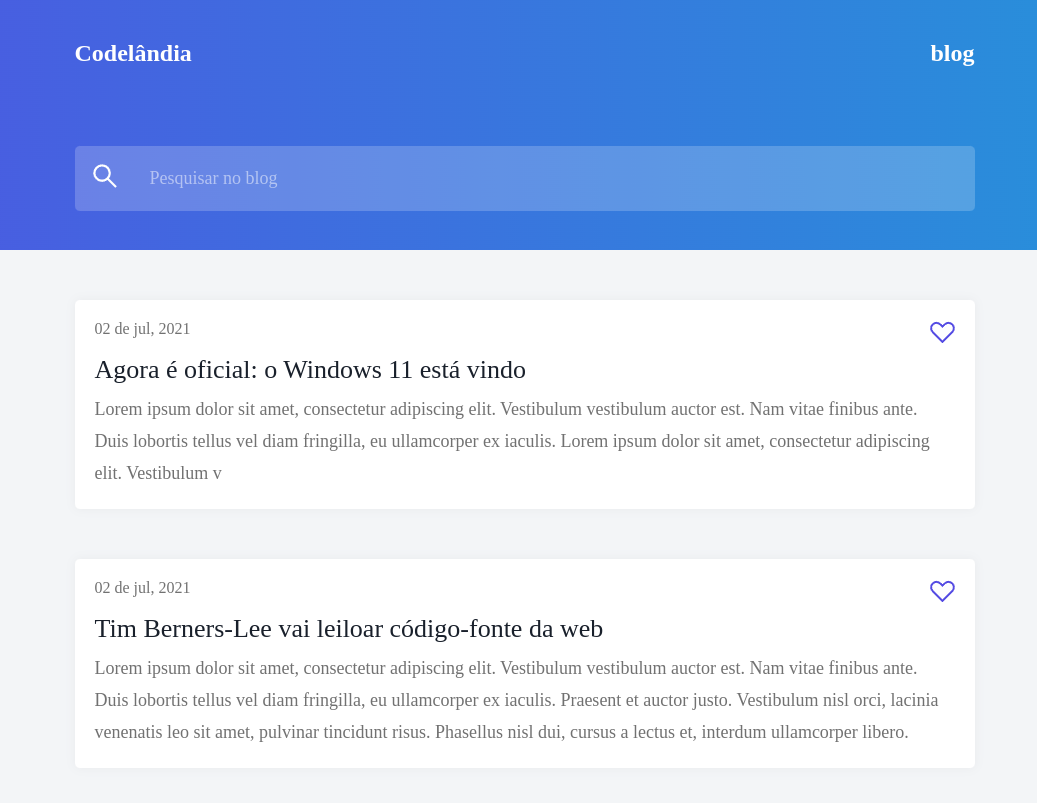 Codelândia
blog
Pesquisar no blog
02 de jul, 2021
Agora é oficial: o Windows 11 está vindo
Lorem ipsum dolor sit amet, consectetur adipiscing elit. Vestibulum vestibulum auctor est. Nam vitae finibus ante.
Duis lobortis tellus vel diam fringilla, eu ullamcorper ex iaculis. Lorem ipsum dolor sit amet, consectetur adipiscing
elit. Vestibulum v
02 de jul, 2021
Tim Berners-Lee vai leiloar código-fonte da web
Lorem ipsum dolor sit amet, consectetur adipiscing elit. Vestibulum vestibulum auctor est. Nam vitae finibus ante.
Duis lobortis tellus vel diam fringilla, eu ullamcorper ex iaculis. Praesent et auctor justo. Vestibulum nisl orci, lacinia
venenatis leo sit amet, pulvinar tincidunt risus. Phasellus nisl dui, cursus a lectus et, interdum ullamcorper libero.